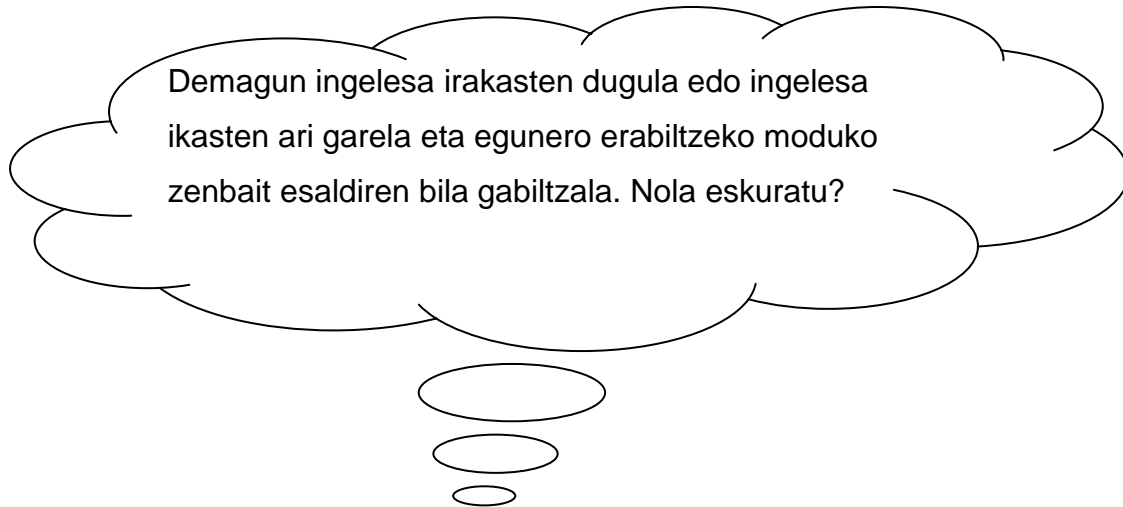 Demagun ingelesa irakasten dugula edo ingelesa
ikasten ari garela eta egunero erabiltzeko moduko
zenbait esaldiren bila gabiltzala. Nola eskuratu?